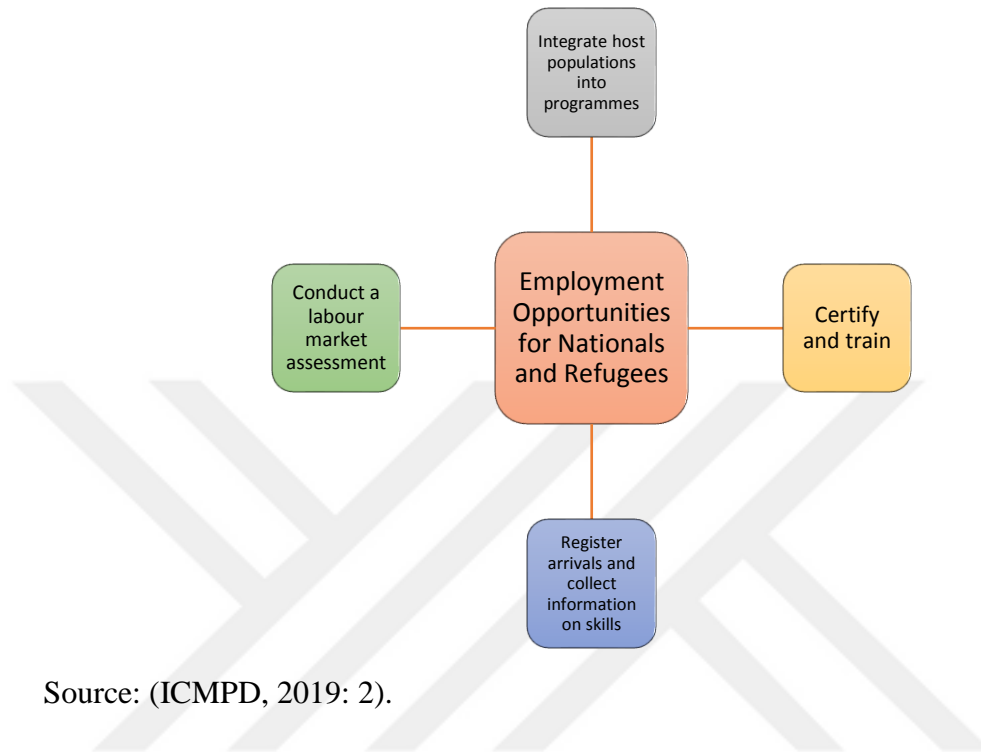 Integrate host
populations
into
programmes
Conduct a
labour
market
assessment
Employment
Opportunities
for Nationals
and Refugees
Certify
and train
Register
arrivals and
collect
information
on skills
Source: (ICMPD, 2019: 2).